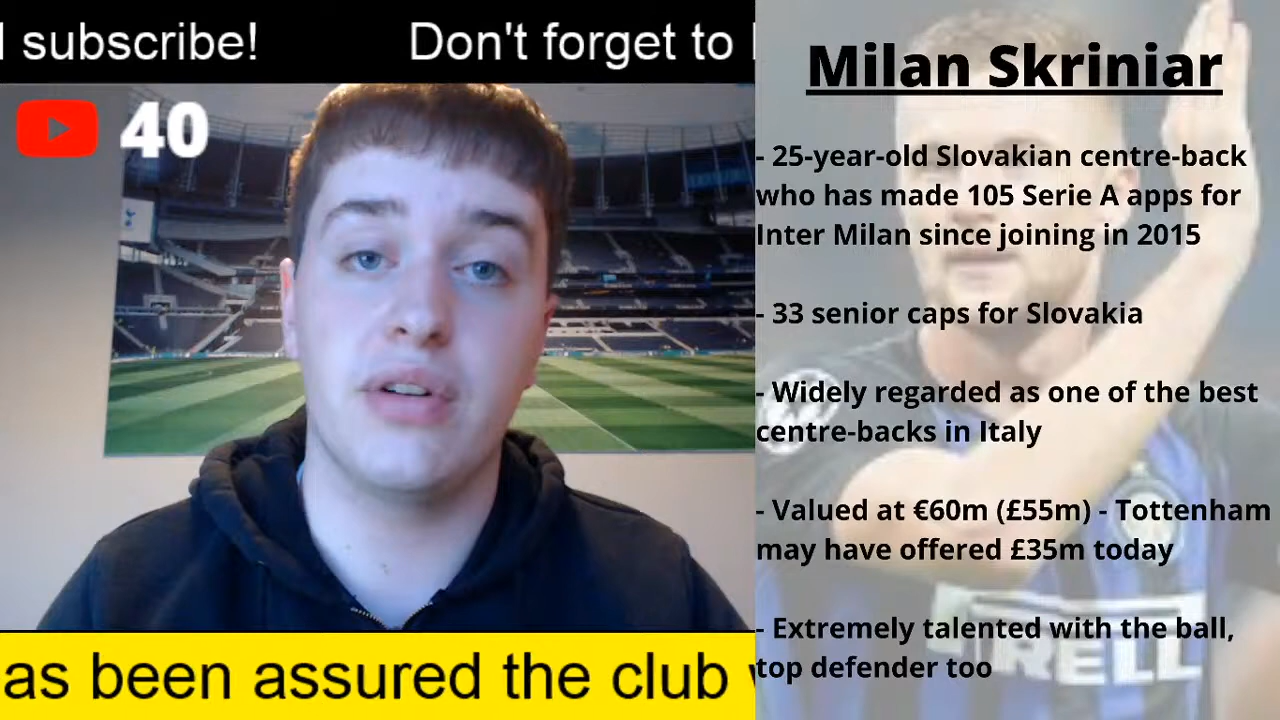 l subscribe!
Don't forget to
40
as been assured the club
Milan Skriniar
- 25-year-old Slovakian centre-back
who has made 105 Serie A apps for
Inter Milan since joining in 2015
- 33 senior caps for Slovakia
- Widely regarded as one of the best
centre-backs in Italy
- Valued at €60m (£55m) - Tottenham
may have offered £35m today
- Extremely talented with the ball,
top defender too
RELL